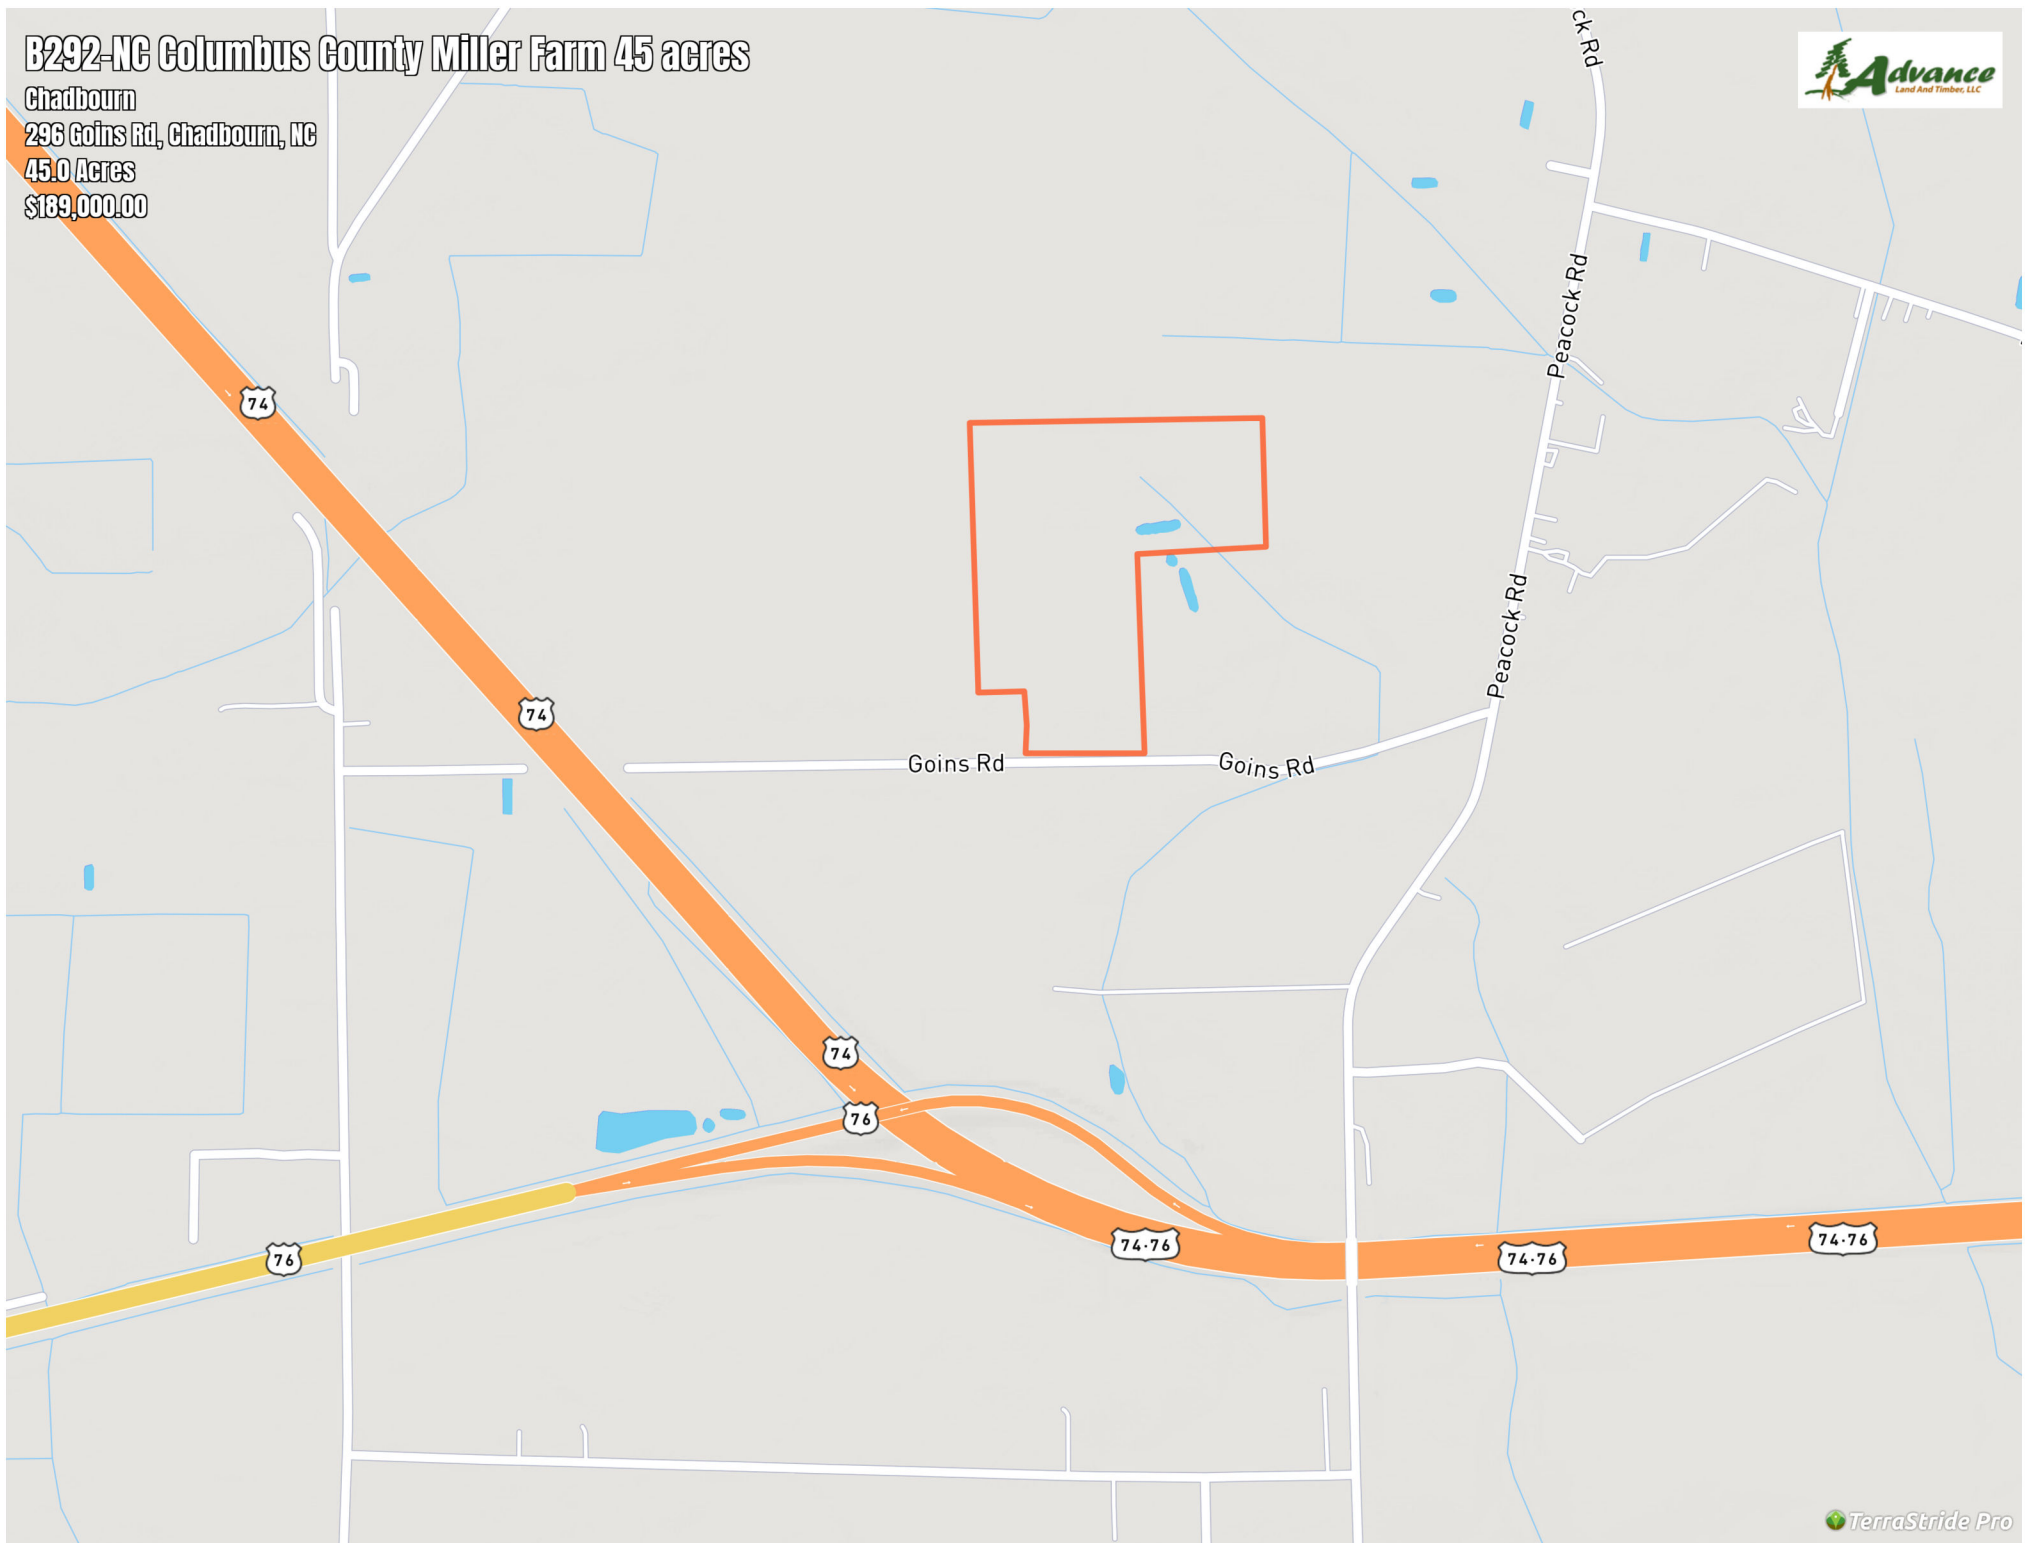 B292-NC Columbus County Miller Farm 45 acres
Chadbourn
296 Goins Rd, Chadbourn, NC
45.0 Acres
$189,000.00
Advance
Land And Timber, LLC
ck Rd
Peacock Rd
74
Peacock Rd
74
Goins Rd
Goins Rd
74
76
74·76
74·76
74·76
76
TerraStride Pro